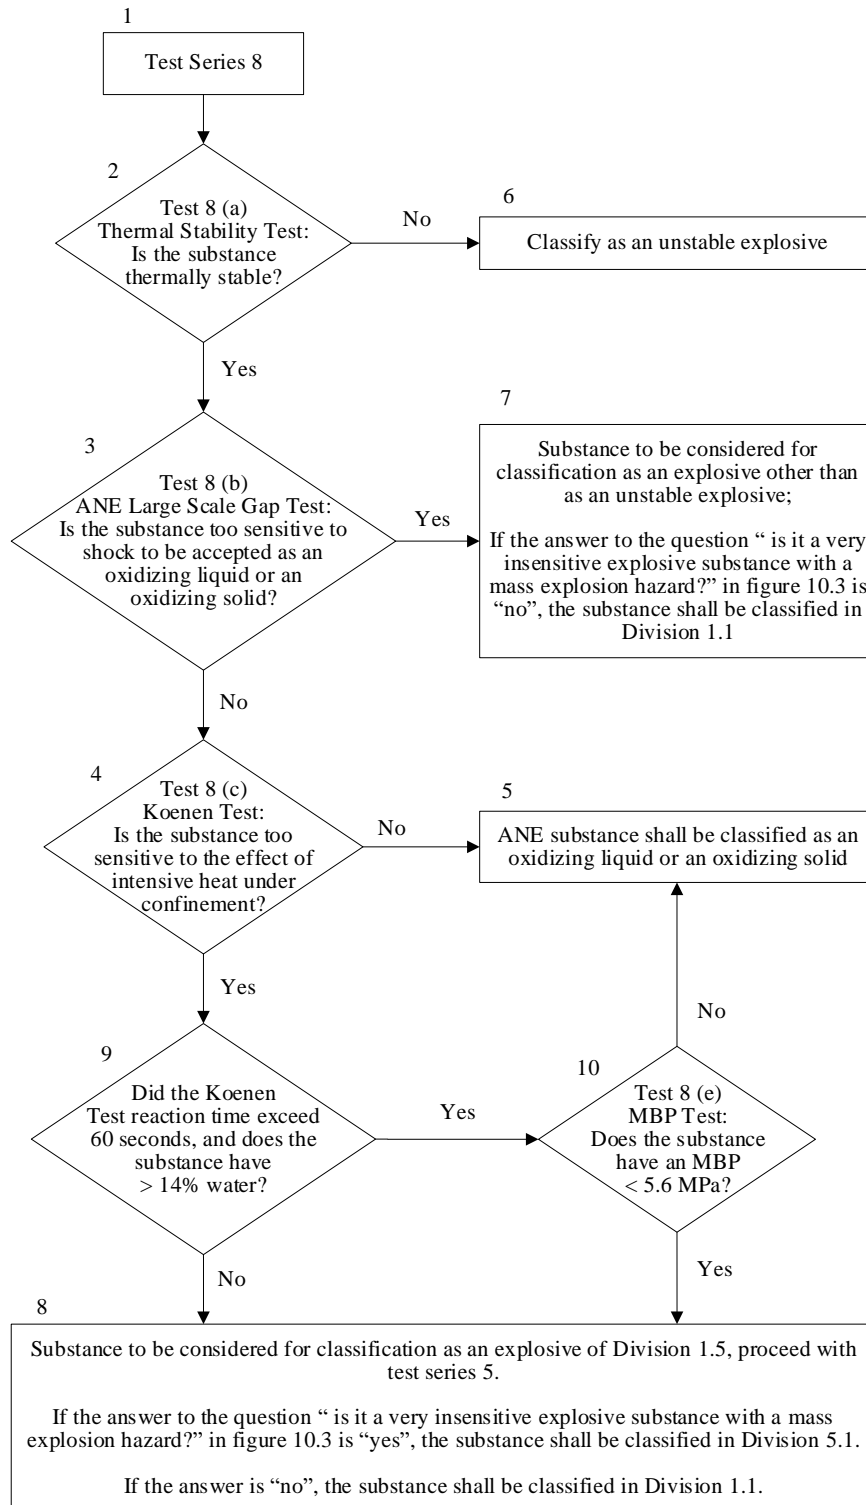 1
Test Series 8
2
Test 8 (a)
Thermal Stability Test:
Is the substance
thermally stable?
No
6
Classify as an unstable explosive
Yes
3
Test 8 (b)
ANE Large Scale Gap Test:
Is the substance too sensitive to
shock to be accepted as an
oxidizing liquid or an
oxidizing solid?
Yes
7
Substance to be considered for
classification as an explosive other than
as an unstable explosive;
If the answer to the question “ is it a very
insensitive explosive substance with a
mass explosion hazard?” in figure 10.3 is
“no”, the substance shall be classified in
Division 1.1
No
4
Test 8 (c)
Koenen Test:
Is the substance too
sensitive to the effect of
intensive heat under
confinement?
No
5
ANE substance shall be classified as an
oxidizing liquid or an oxidizing solid
Yes
No
9
Did the Koenen
Test reaction time exceed
60 seconds, and does the
substance have
> 14% water?
Yes
10
Test 8 (e)
MBP Test:
Does the substance
have an MBP
< 5.6 MPa?
No
Yes
8
Substance to be considered for classification as an explosive of Division 1.5, proceed with
test series 5.
If the answer to the question “ is it a very insensitive explosive substance with a mass
explosion hazard?” in figure 10.3 is “yes”, the substance shall be classified in Division 5.1.
If the answer is “no”, the substance shall be classified in Division 1.1.